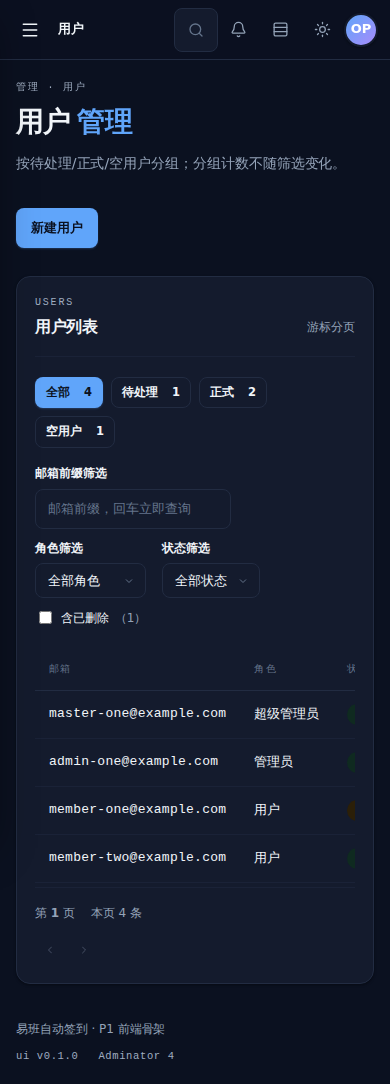 用户
OP
管理 · 用户
用户 管理
按待处理/正式/空用户分组；分组计数不随筛选变化。
新建用户
USERS
用户列表
游标分页
全部 4
待处理 1
正式 2
空用户 1
邮箱前缀筛选
邮箱前缀，回车立即查询
角色筛选
状态筛选
全部角色
全部状态
含已删除 （1）
邮箱
角色
master-one@example.com
超级管理员
admin-one@example.com
管理员
member-one@example.com
用户
member-two@example.com
用户
第 1 页 本页 4 条
易班自动签到 · P1 前端骨架
ui v0.1.0 Adminator 4